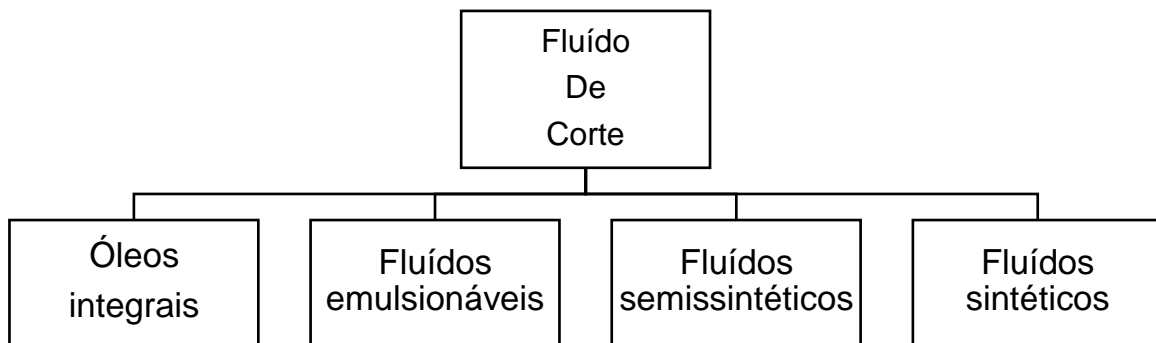 Fluído
De
Corte
Óleos
integrais
Fluídos
emulsionáveis
Fluídos
semissintéticos
Fluídos
sintéticos